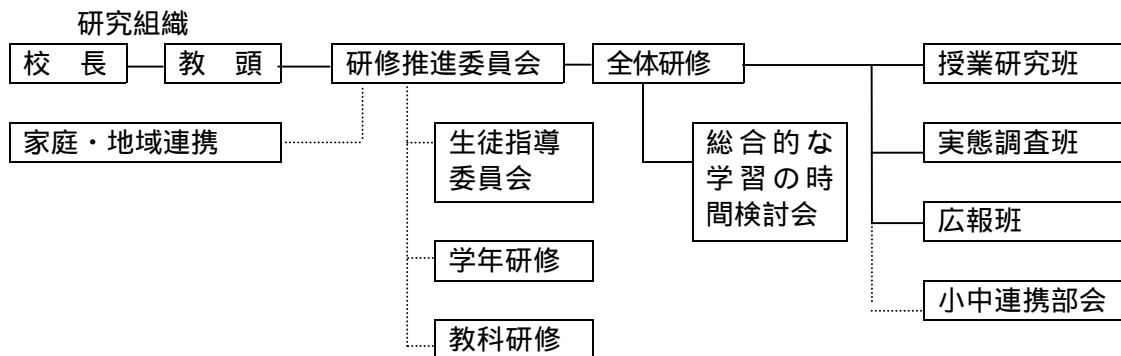 研究組織
校　長
教　頭
研修推進委員会
全体研修
授業研究班
家庭・地域連携
生徒指導
委員会
総合的な
学習の時
間検討会
実態調査班
広報班
学年研修
小中連携部会
教科研修